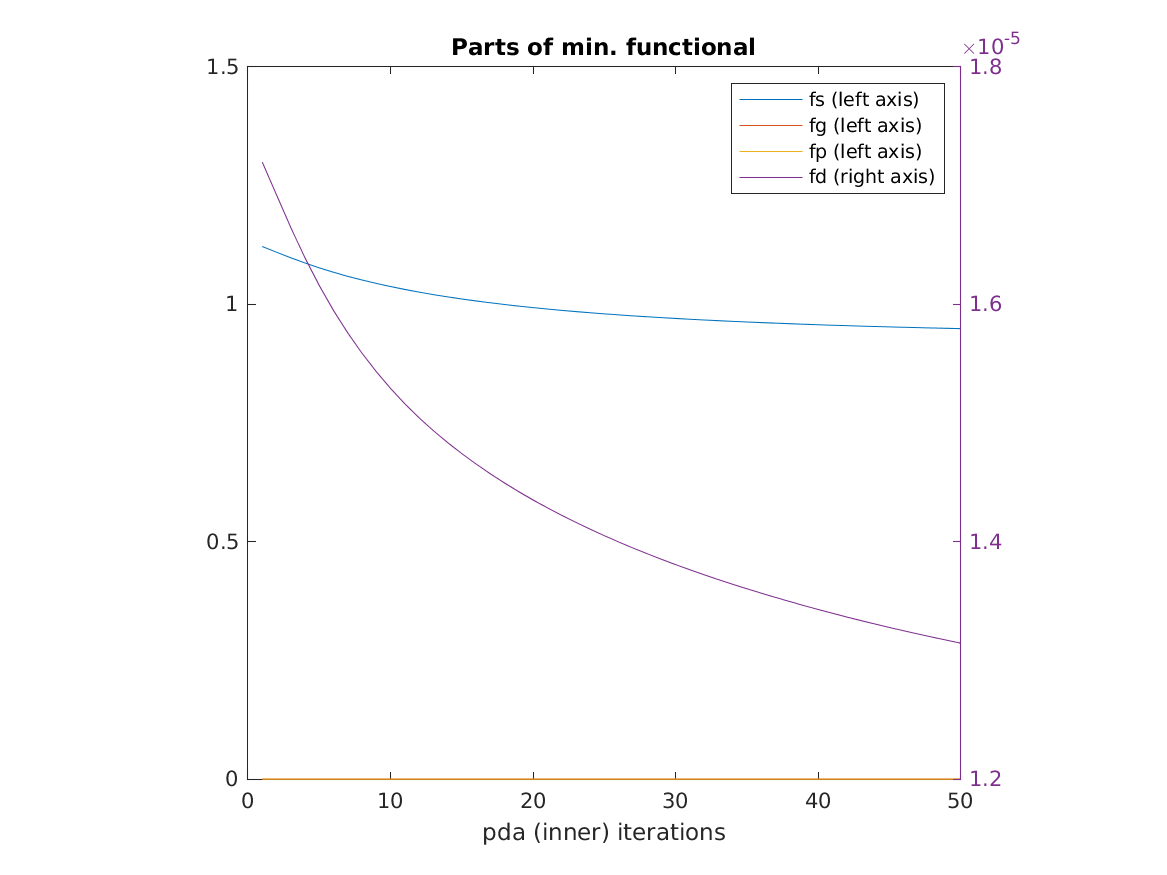 Parts of min. functional
×10-5
1.5
1
0.5
0
1.8
1.6
1.4
1.2
fs (left axis)
fg (left axis)
fp (left axis)
fd (right axis)
0 10 20 30 40 50
pda (inner) iterations